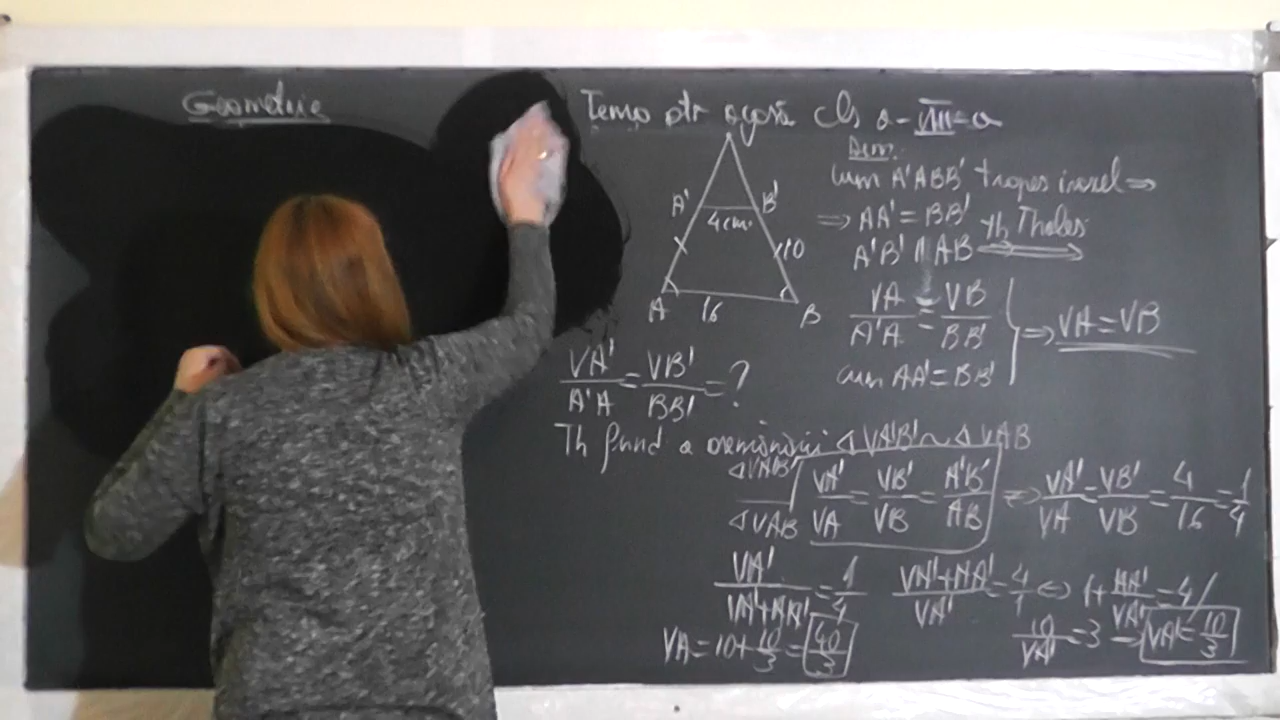 Geometrie
Tema ptr acasă Cls a-VIII-a
Dem.
cum A'ABB' trapez isoscel ⇒
⇒ AA' = BB'
A'B' ∥ AB th Thales ⇒
A' B'
4cm
10
A 16 B
VA/A'A = VB/BB'
cum AA' = BB'
⇒ VA = VB
VA'/A'A = VB'/BB' = ?
Th fund a asemănării ΔVA'B' ~ ΔVAB
ΔVA'B'/ΔVAB VA'/VA = VB'/VB = A'B'/AB ⇒ VA'/VA = VB'/VB = 4/16 = 1/4
VA'/VA'+AA' = 1/4 VA'+AA'/VA' = 4/1 ⇔ 1+AA'/VA' = 4/
10/VA' = 3 ⇒ VA' = 10/3
VA = 10+10/3 = 40/3